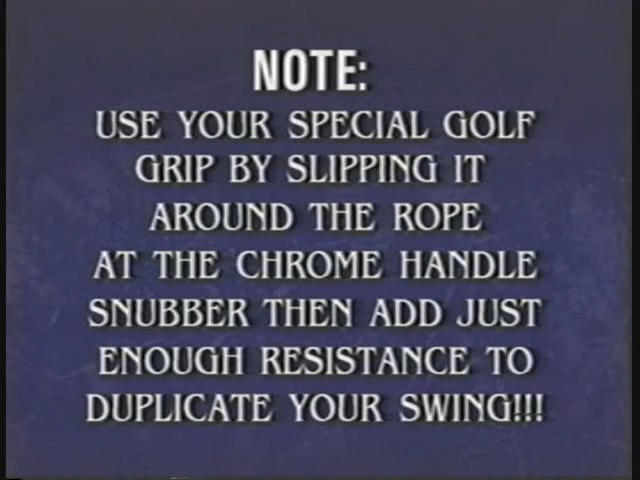 NOTE:
USE YOUR SPECIAL GOLF
GRIP BY SLIPPING IT
AROUND THE ROPE
AT THE CHROME HANDLE
SNUBBER THEN ADD JUST
ENOUGH RESISTANCE TO
DUPLICATE YOUR SWING!!!